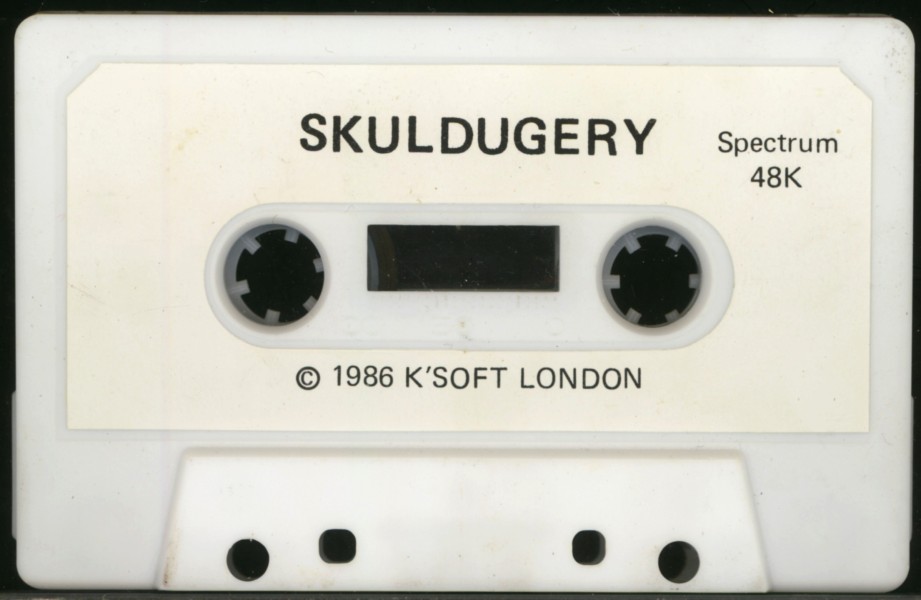 SKULDUGERY
Spectrum
48K
© 1986 K'SOFT LONDON